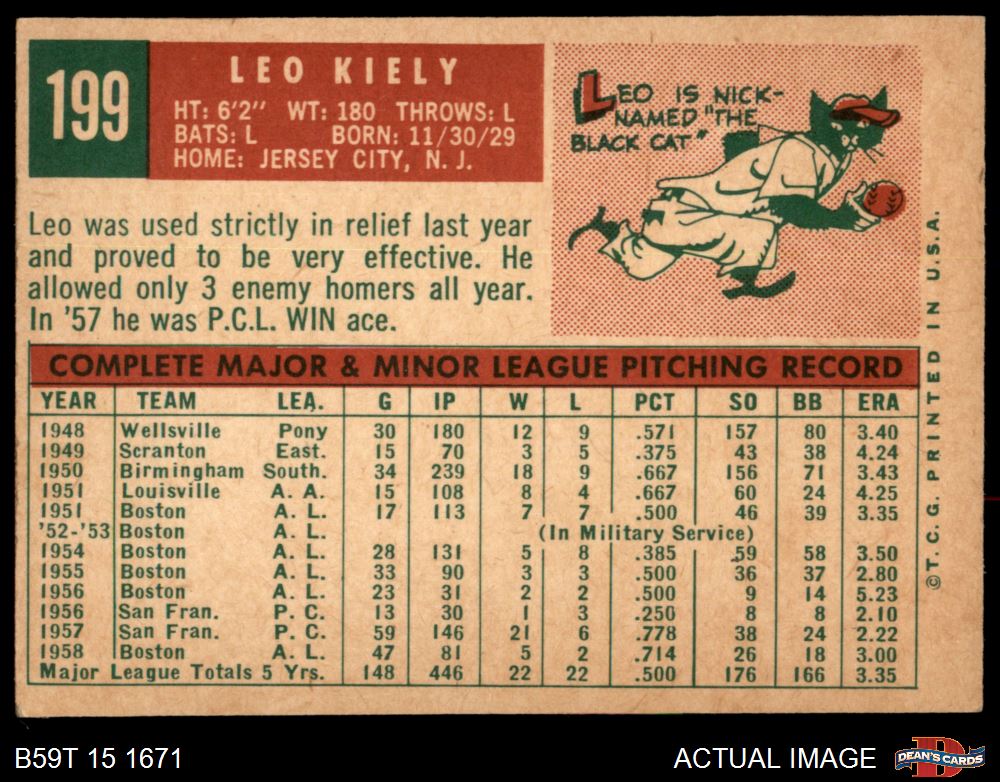 199
LEO KIELY
HT: 6'2" WT: 180 THROWS: L
BATS: L BORN: 11/30/29
HOME: JERSEY CITY, N. J.
LEO IS NICK-
NAMED "THE
BLACK CAT"
Leo was used strictly in relief last year
and proved to be very effective. He
allowed only 3 enemy homers all year.
In '57 he was P.C.L. WIN ace.
COMPLETE MAJOR & MINOR LEAGUE PITCHING RECORD
YEAR TEAM LEA. G IP W L PCT SO BB ERA
1948 Wellsville Pony 30 180 12 9 .571 157 80 3.40
1949 Scranton East. 15 70 3 5 .375 43 38 4.24
1950 Birmingham South. 34 239 18 9 .667 156 71 3.43
1951 Louisville A. A. 15 108 8 4 .667 60 24 4.25
1951 Boston A. L. 17 113 7 7 .500 46 39 3.35
'52-'53 Boston A. L. (In Military Service)
1954 Boston A. L. 28 131 5 8 .385 59 58 3.50
1955 Boston A. L. 33 90 3 3 .500 36 37 2.80
1956 Boston A. L. 23 31 2 2 .500 9 14 5.23
1956 San Fran. P. C. 13 30 1 3 .250 8 8 2.10
1957 San Fran. P. C. 59 146 21 6 .778 38 24 2.22
1958 Boston A. L. 47 81 5 2 .714 26 18 3.00
Major League Totals 5 Yrs. 148 446 22 22 .500 176 166 3.35
©T.C.G. PRINTED IN U.S.A.
B59T 15 1671
ACTUAL IMAGE
D
DEAN'S CARDS